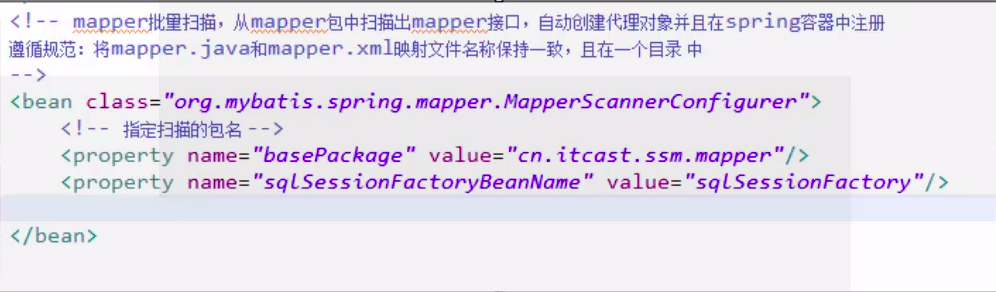 <!-- mapper批量扫描，从mapper包中扫描出mapper接口，自动创建代理对象并且在spring容器中注册
遵循规范：将mapper.java和mapper.xml映射文件名称保持一致，且在一个目录 中
-->
<bean class="org.mybatis.spring.mapper.MapperScannerConfigurer">
<!-- 指定扫描的包名 -->
<property name="basePackage" value="cn.itcast.ssm.mapper"/>
<property name="sqlSessionFactoryBeanName" value="sqlSessionFactory"/>
</bean>